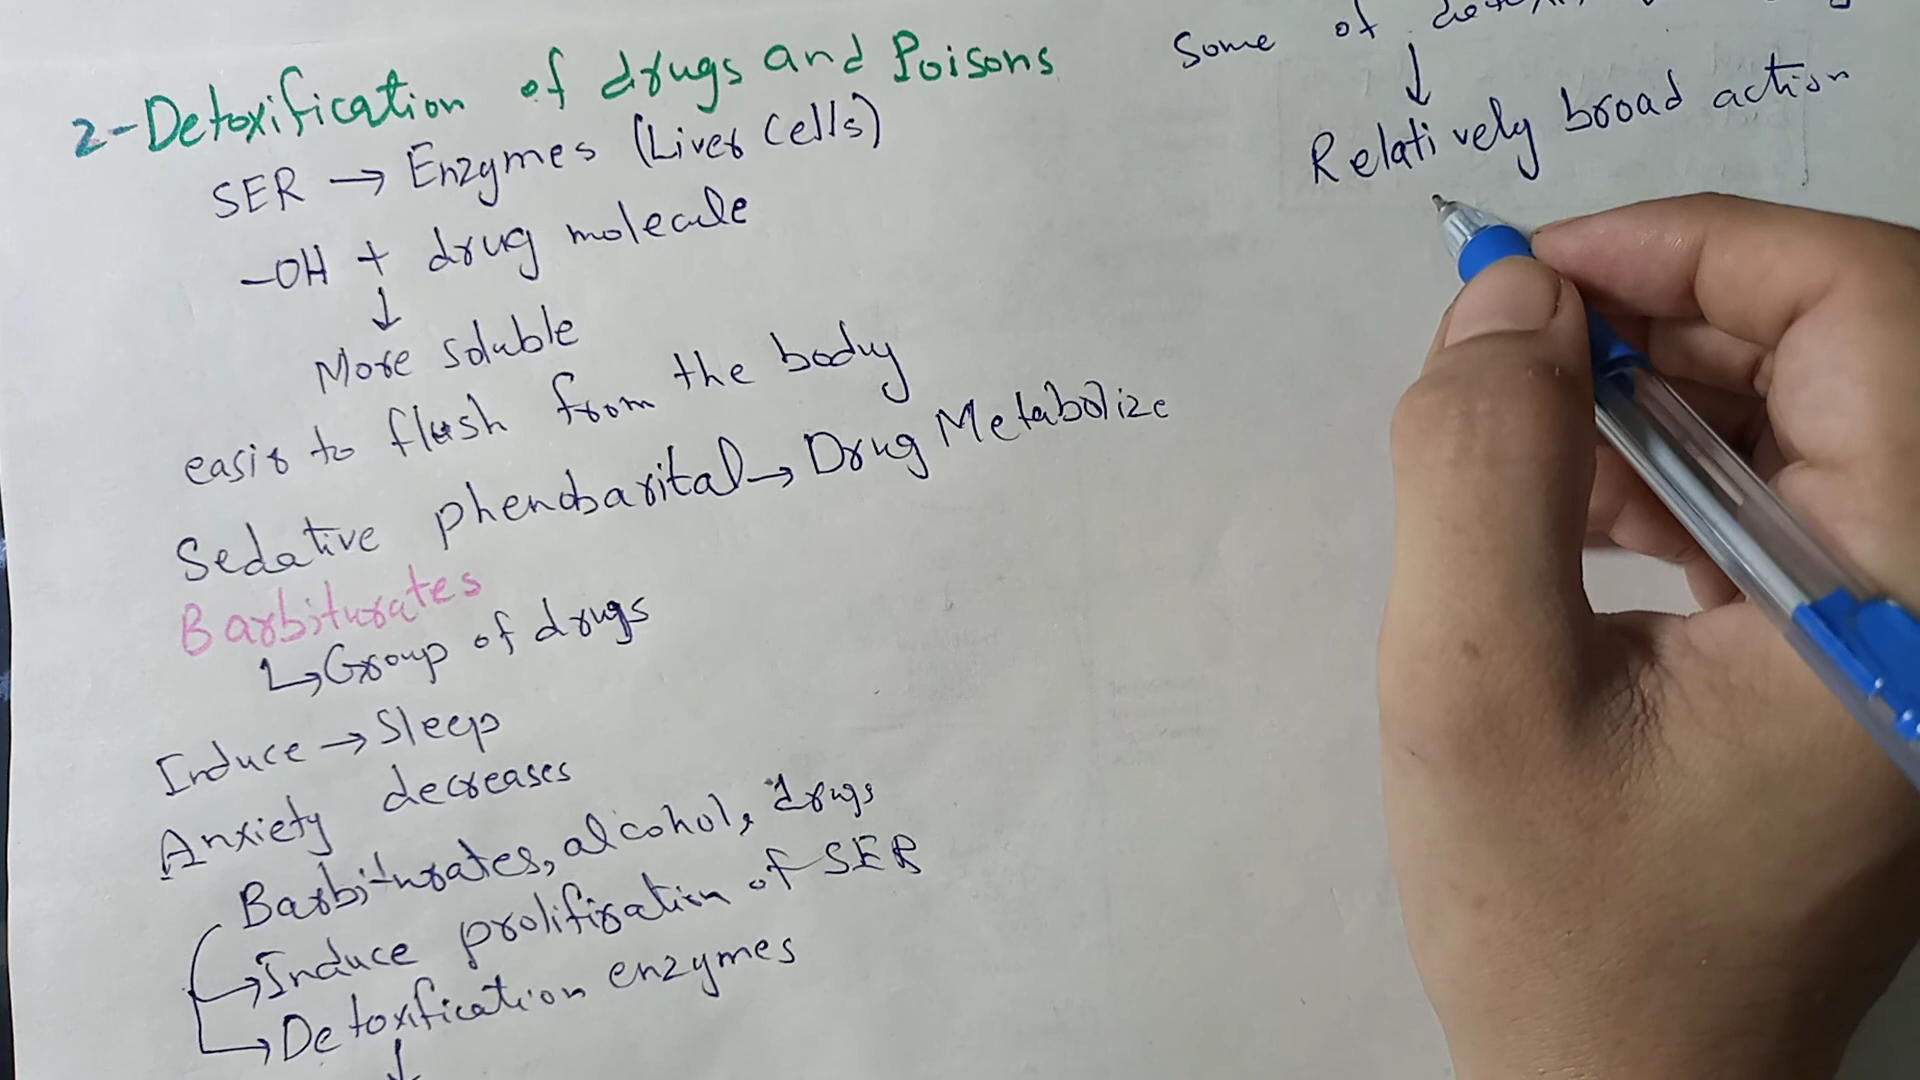 2-Detoxification of drugs and Poisons
SER → Enzymes (Liver Cells)
-OH + drug molecule
↓
More soluble
easir to flush from the body
Sedative phenobarital → Drug Metabolize
Barbiturates
↳ Group of drugs
Induce → Sleep
Anxiety decreases
Barbiturates, alcohol, drugs
→ Induce prolifiration of SER
→ Detoxification enzymes
↓
Some of
↓
Relatively broad action